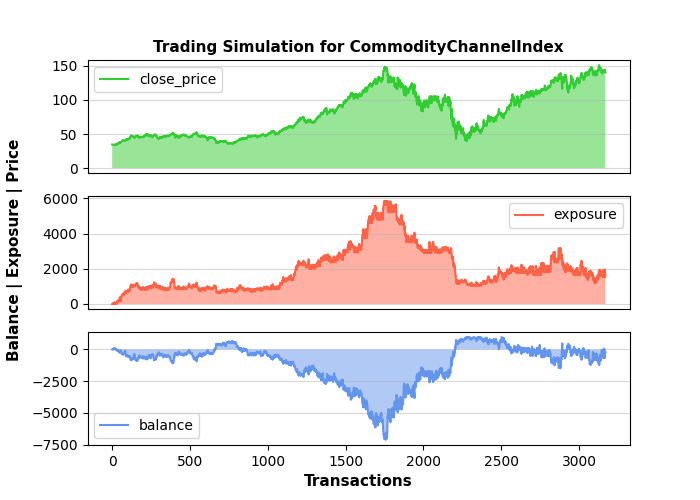 Trading Simulation for CommodityChannelIndex
150
100
50
0
close_price
6000
4000
2000
0
exposure
0
−2500
−5000
−7500
balance
0 500 1000 1500 2000 2500 3000
Transactions
Balance | Exposure | Price